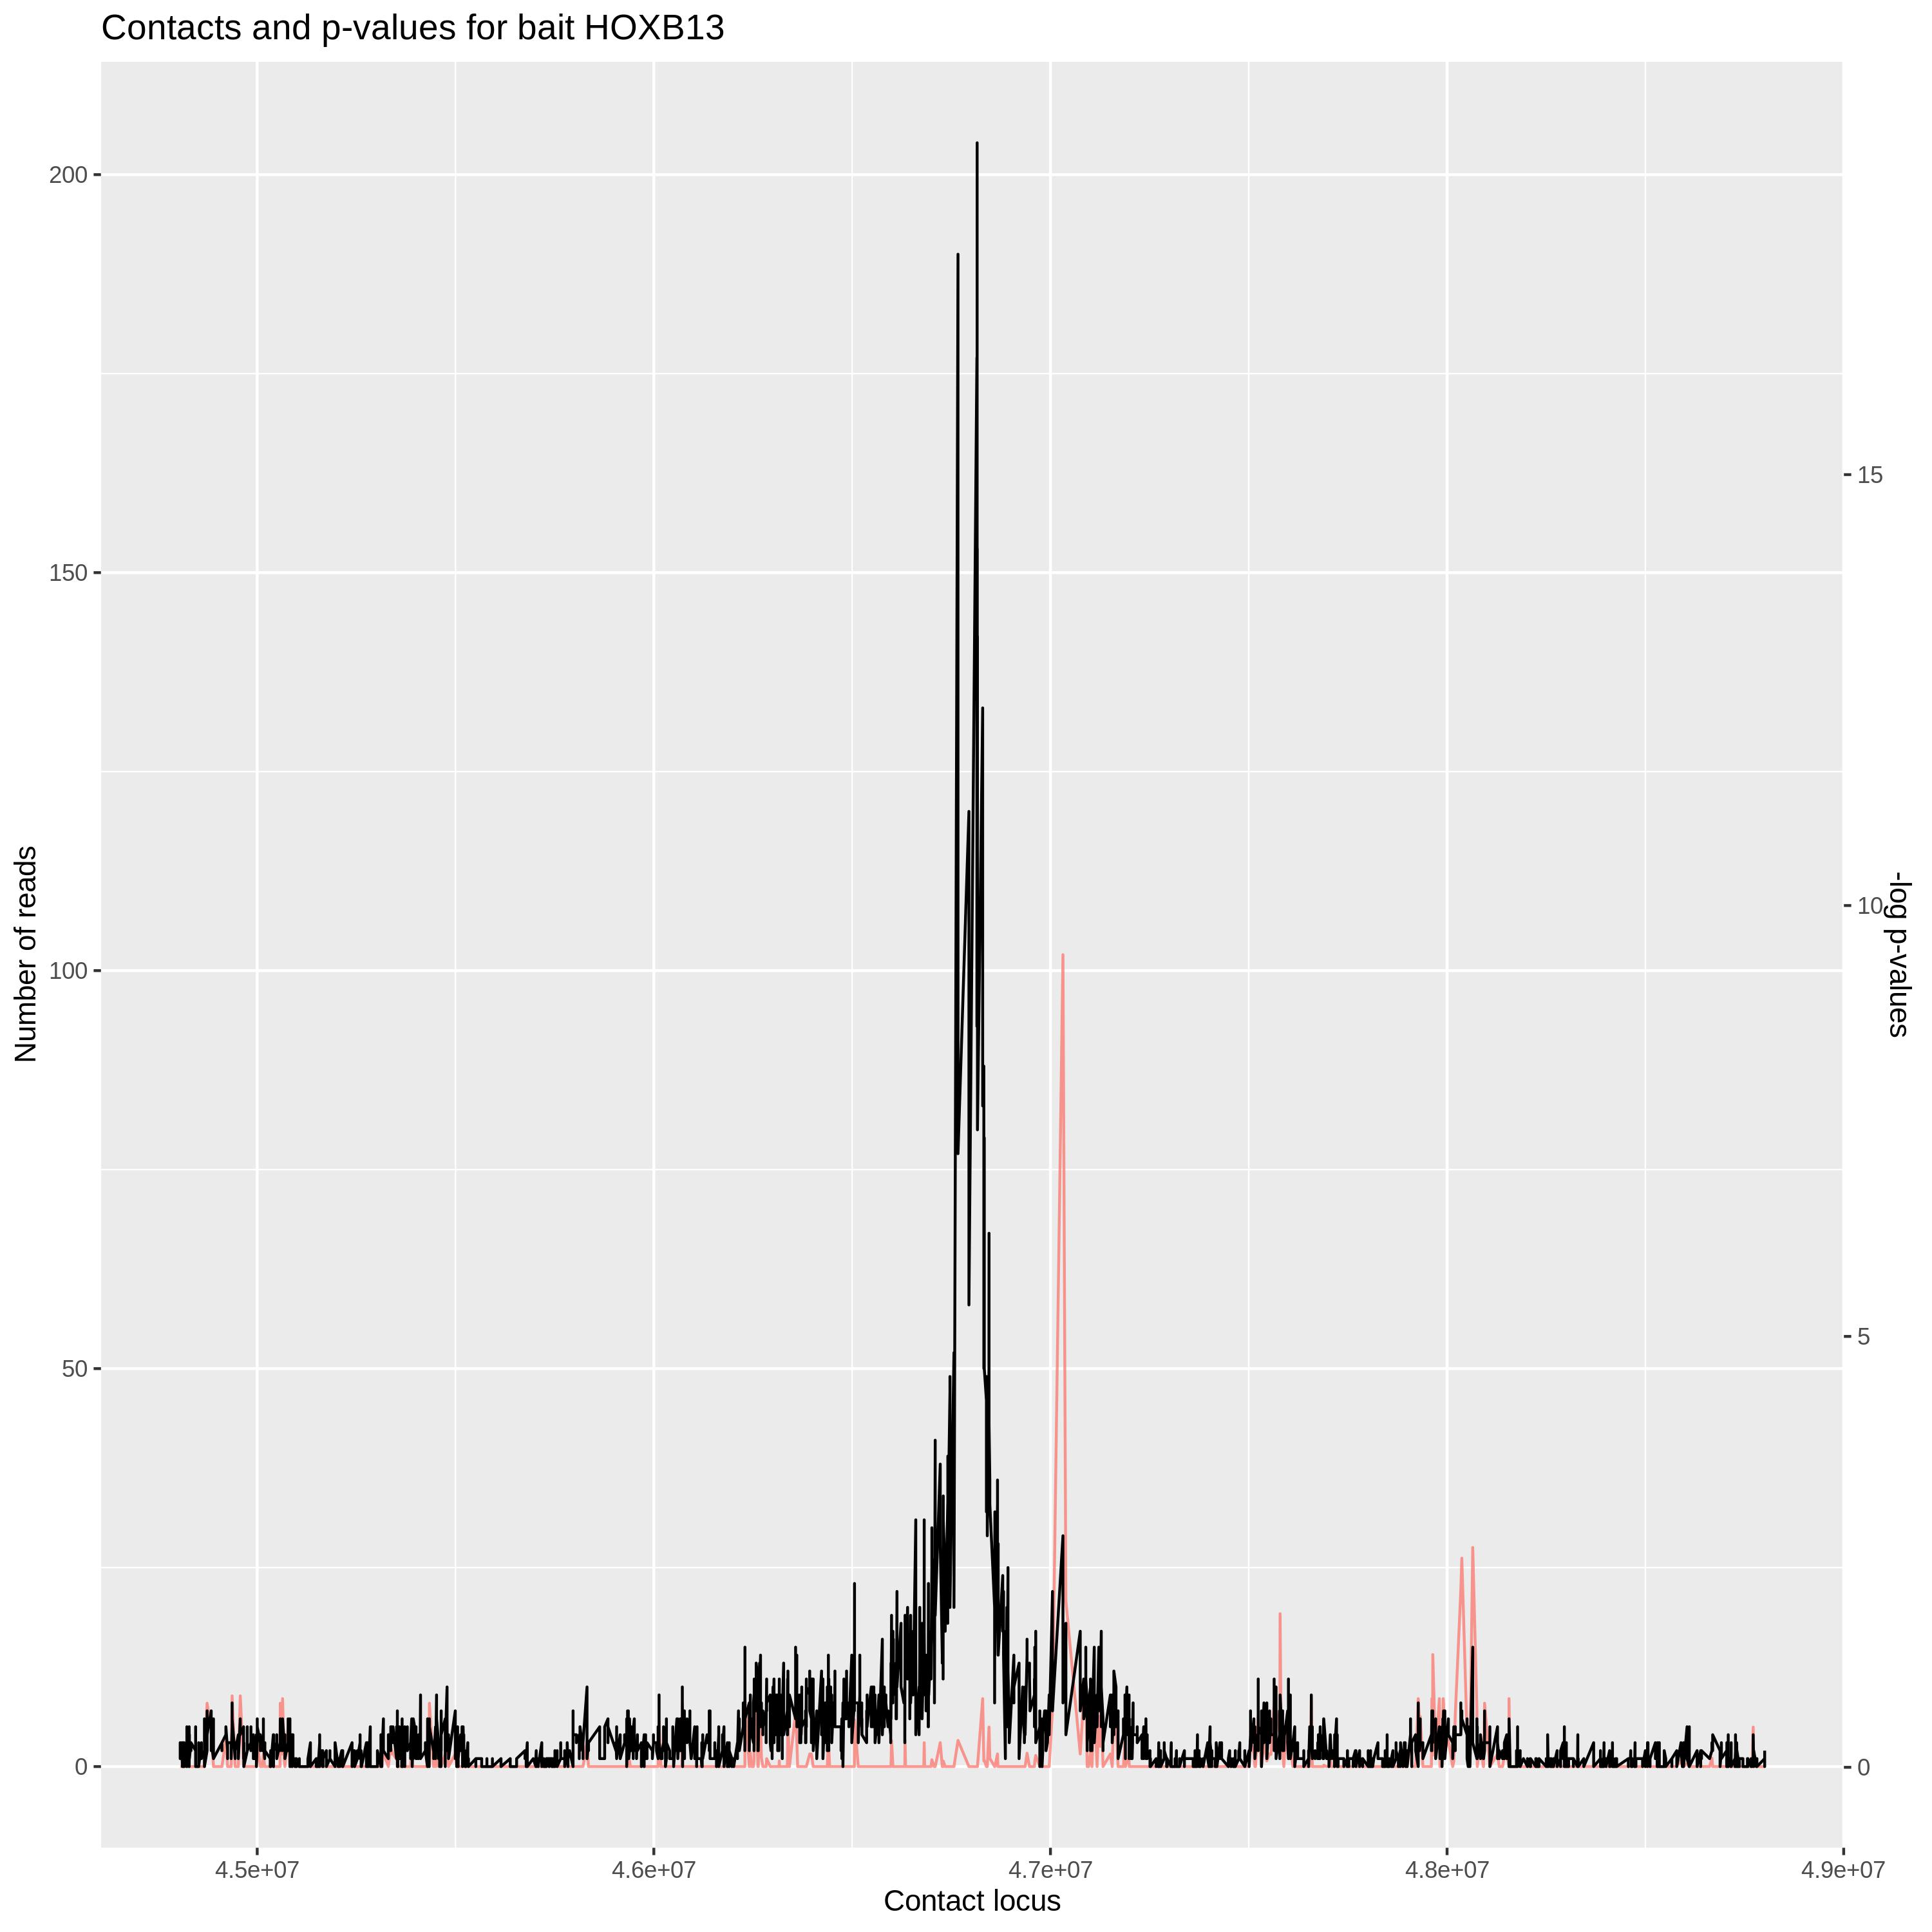 Contacts and p-values for bait HOXB13
200
150
100
50
0
Number of reads
15
10
5
0
-log p-values
4.5e+07
4.6e+07
4.7e+07
4.8e+07
4.9e+07
Contact locus